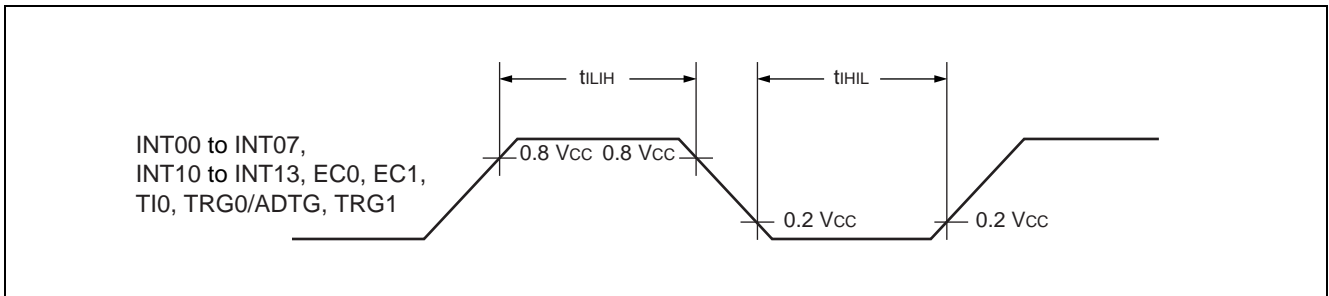 tILIH
tIHIL
INT00 to INT07,
INT10 to INT13, EC0, EC1,
TI0, TRG0/ADTG, TRG1
0.8 VCC 0.8 VCC
0.2 VCC
0.2 VCC